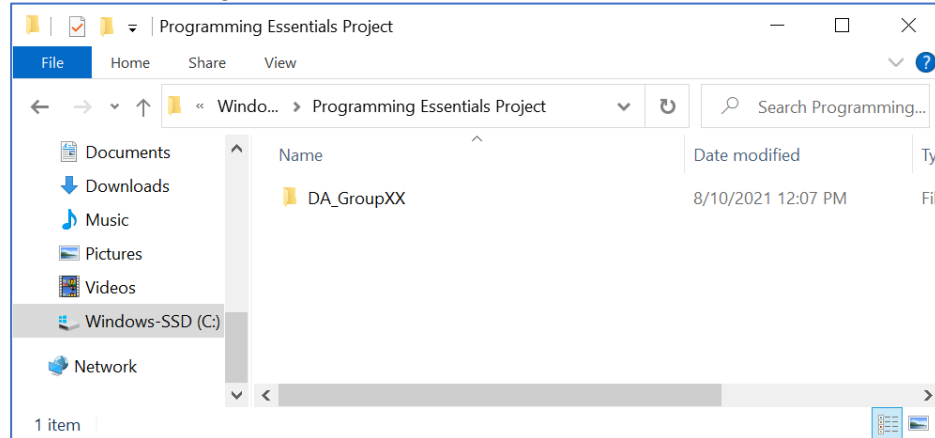 Programming Essentials Project
File Home Share View
« Windo... > Programming Essentials Project
Search Programming...
Documents
Downloads
Music
Pictures
Videos
Windows-SSD (C:)
Network
Name Date modified Ty
DA_GroupXX 8/10/2021 12:07 PM Fil
1 item